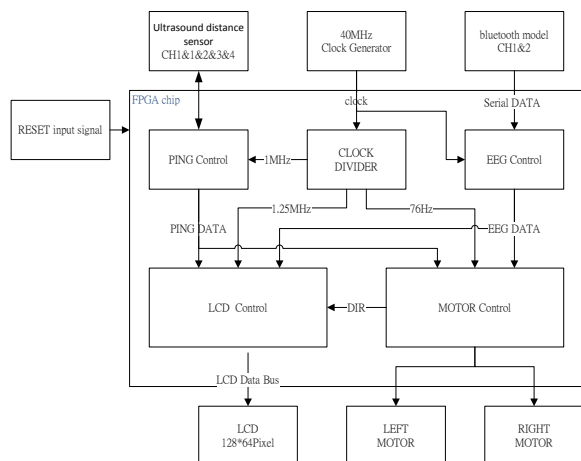 Ultrasound distance
sensor
CH1&1&2&3&4
40MHz
Clock Generator
bluetooth model
CH1&2
FPGA chip
clock
Serial DATA
RESET input signal
PING Control
1MHz
CLOCK
DIVIDER
EEG Control
1.25MHz
76Hz
PING DATA
EEG DATA
LCD Control
DIR
MOTOR Control
LCD Data Bus
LCD
128*64Pixel
LEFT
MOTOR
RIGHT
MOTOR